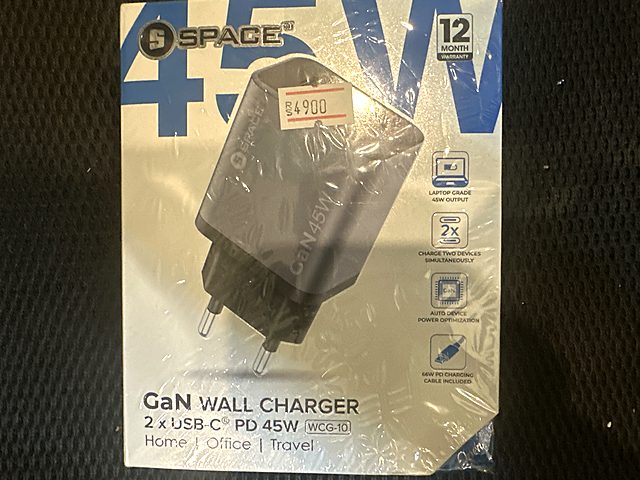 45W
SPACE
12
MONTH
WARRANTY
RS 4900
SPACE
GaN45W
LAPTOP GRADE
45W OUTPUT
2x
CHARGE TWO DEVICES
SIMULTANEOUSLY
GaN
AUTO DEVICE
POWER OPTIMIZATION
66W PD CHARGING
CABLE INCLUDED
GaN WALL CHARGER
2 x USB-C® PD 45W WCG-10
Home | Office | Travel